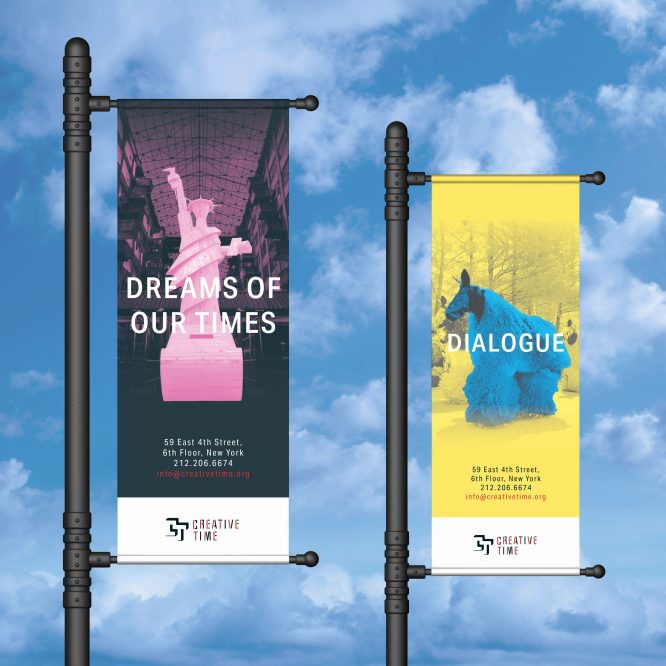 DREAMS OF
OUR TIMES
59 East 4th Street,
6th Floor, New York
212.206.6674
info@creativetime.org
CREATIVE
TIME
DIALOGUE
59 East 4th Street,
6th Floor, New York
212.206.6674
info@creativetime.org
CREATIVE
TIME